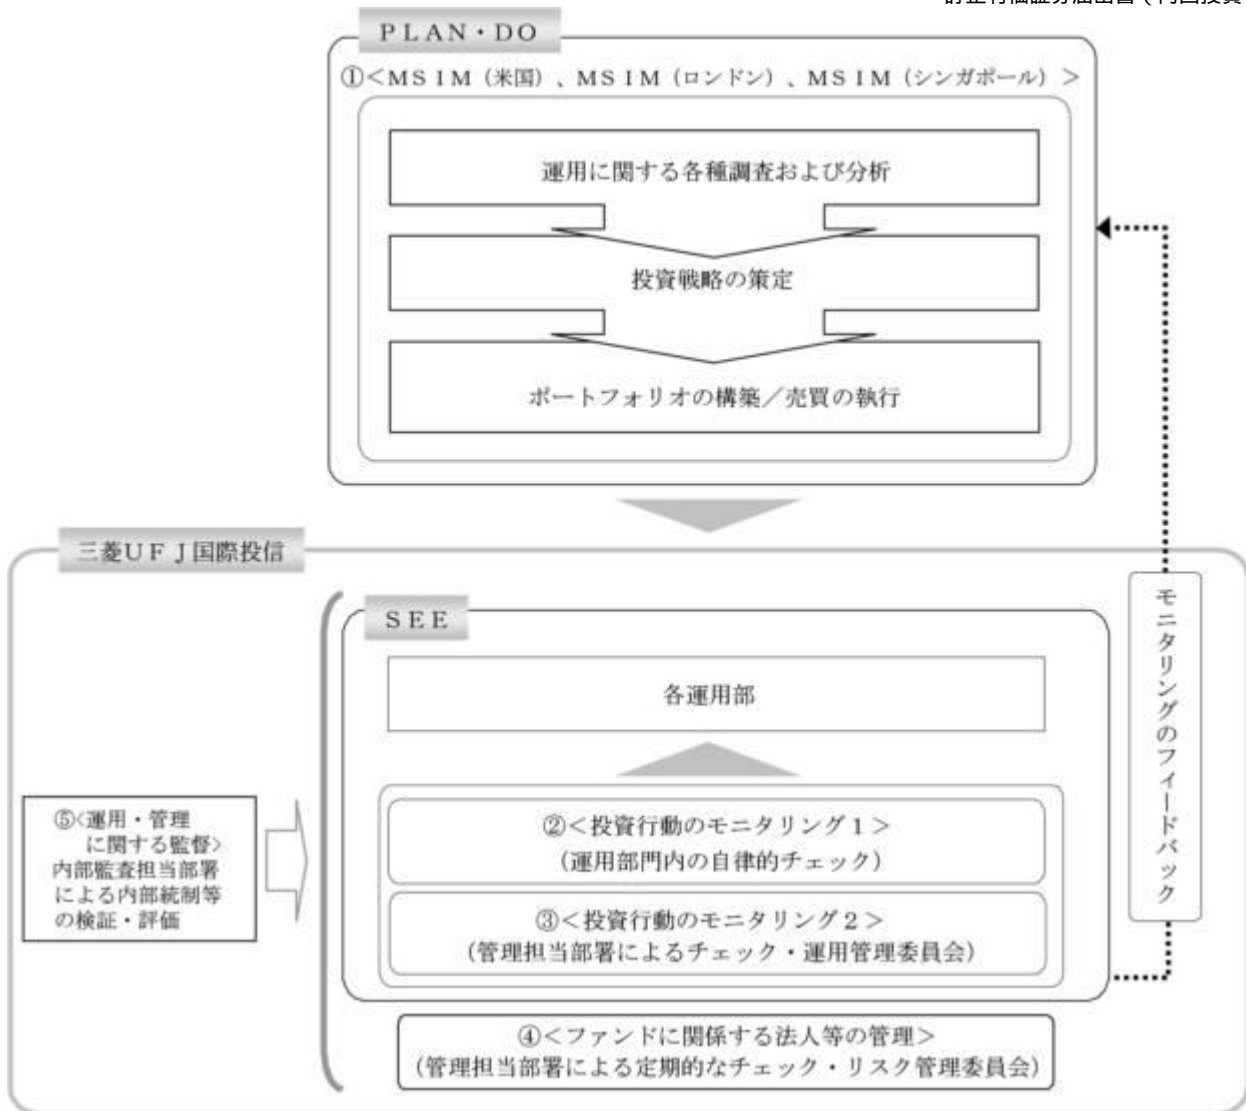 PLAN・DO
①<MSIM(米国)、MSIM(ロンドン)、MSIM(シンガポール)>
運用に関する各種調査および分析
投資戦略の策定
ポートフォリオの構築/売買の執行
三菱UFJ国際投信
SEE
各運用部
②<投資行動のモニタリング1>
(運用部門内の自律的チェック)
③<投資行動のモニタリング2>
(管理担当部署によるチェック・運用管理委員会)
④<ファンドに関係する法人等の管理>
(管理担当部署による定期的なチェック・リスク管理委員会)
⑤<運用・管理
に関する監督>
内部監査担当部署
による内部統制等
の検証・評価
モニタリングのフィードバック